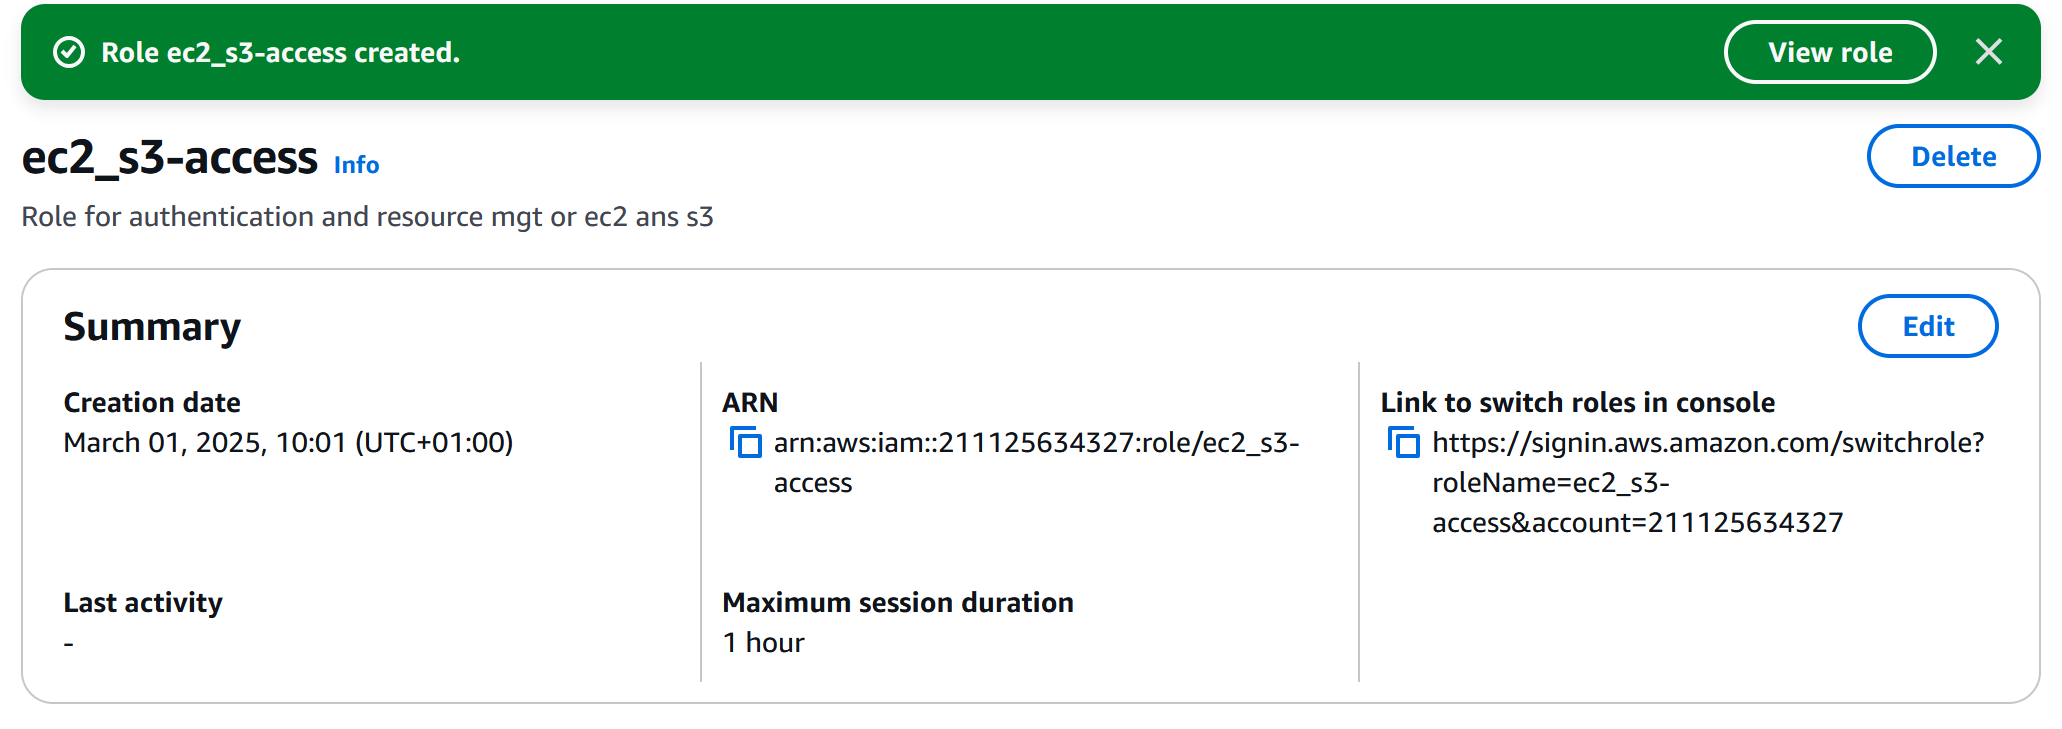 Role ec2_s3-access created.
View role
ec2_s3-access Info
Delete
Role for authentication and resource mgt or ec2 ans s3
Summary
Edit
Creation date
March 01, 2025, 10:01 (UTC+01:00)
ARN
arn:aws:iam::211125634327:role/ec2_s3-
access
Link to switch roles in console
https://signin.aws.amazon.com/switchrole?
roleName=ec2_s3-
access&account=211125634327
Last activity
-
Maximum session duration
1 hour